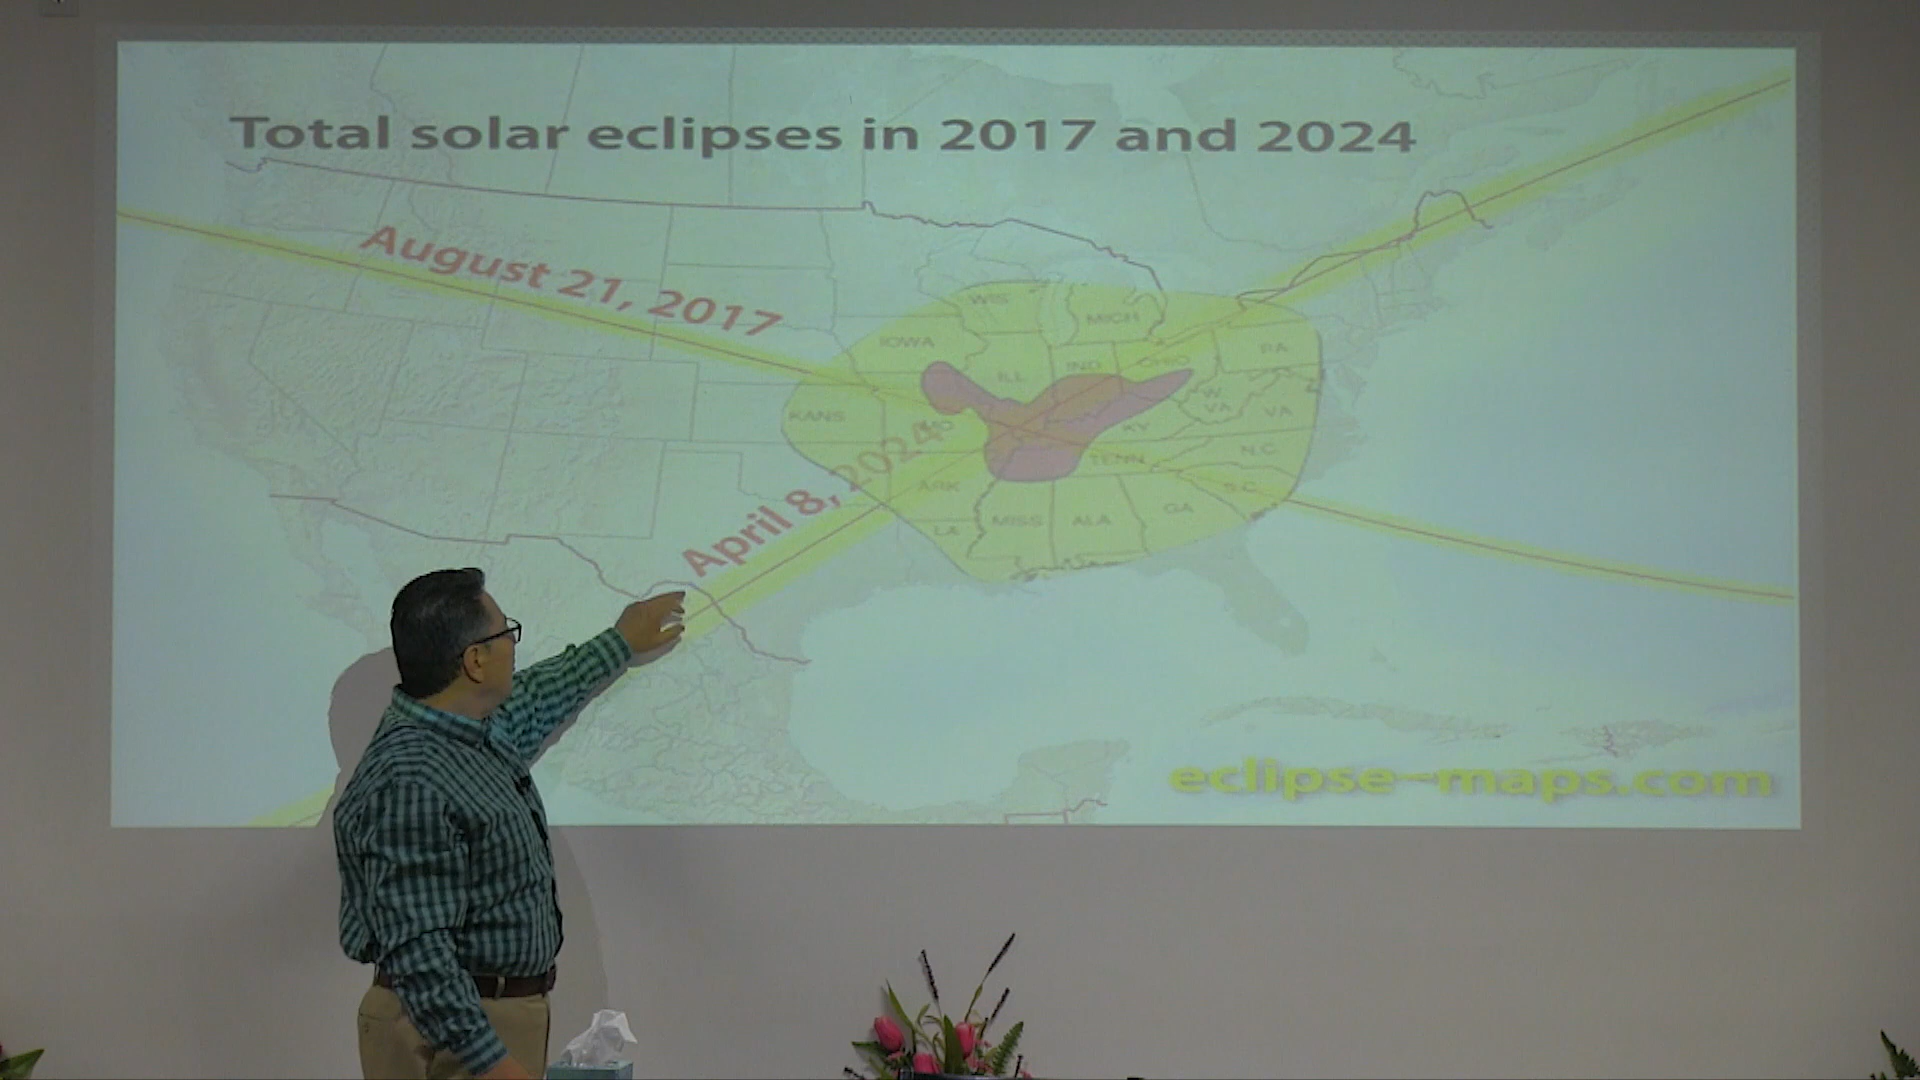 Total solar eclipses in 2017 and 2024
August 21, 2017
WIS
MICH
IOWA
PA
OHIO
IND
ILL
W.
VA
VA
KANS
MO
KY
N.C
TENN
April 8, 2024
ARK
S.C
GA
MISS
ALA
LA
eclipse-maps.com